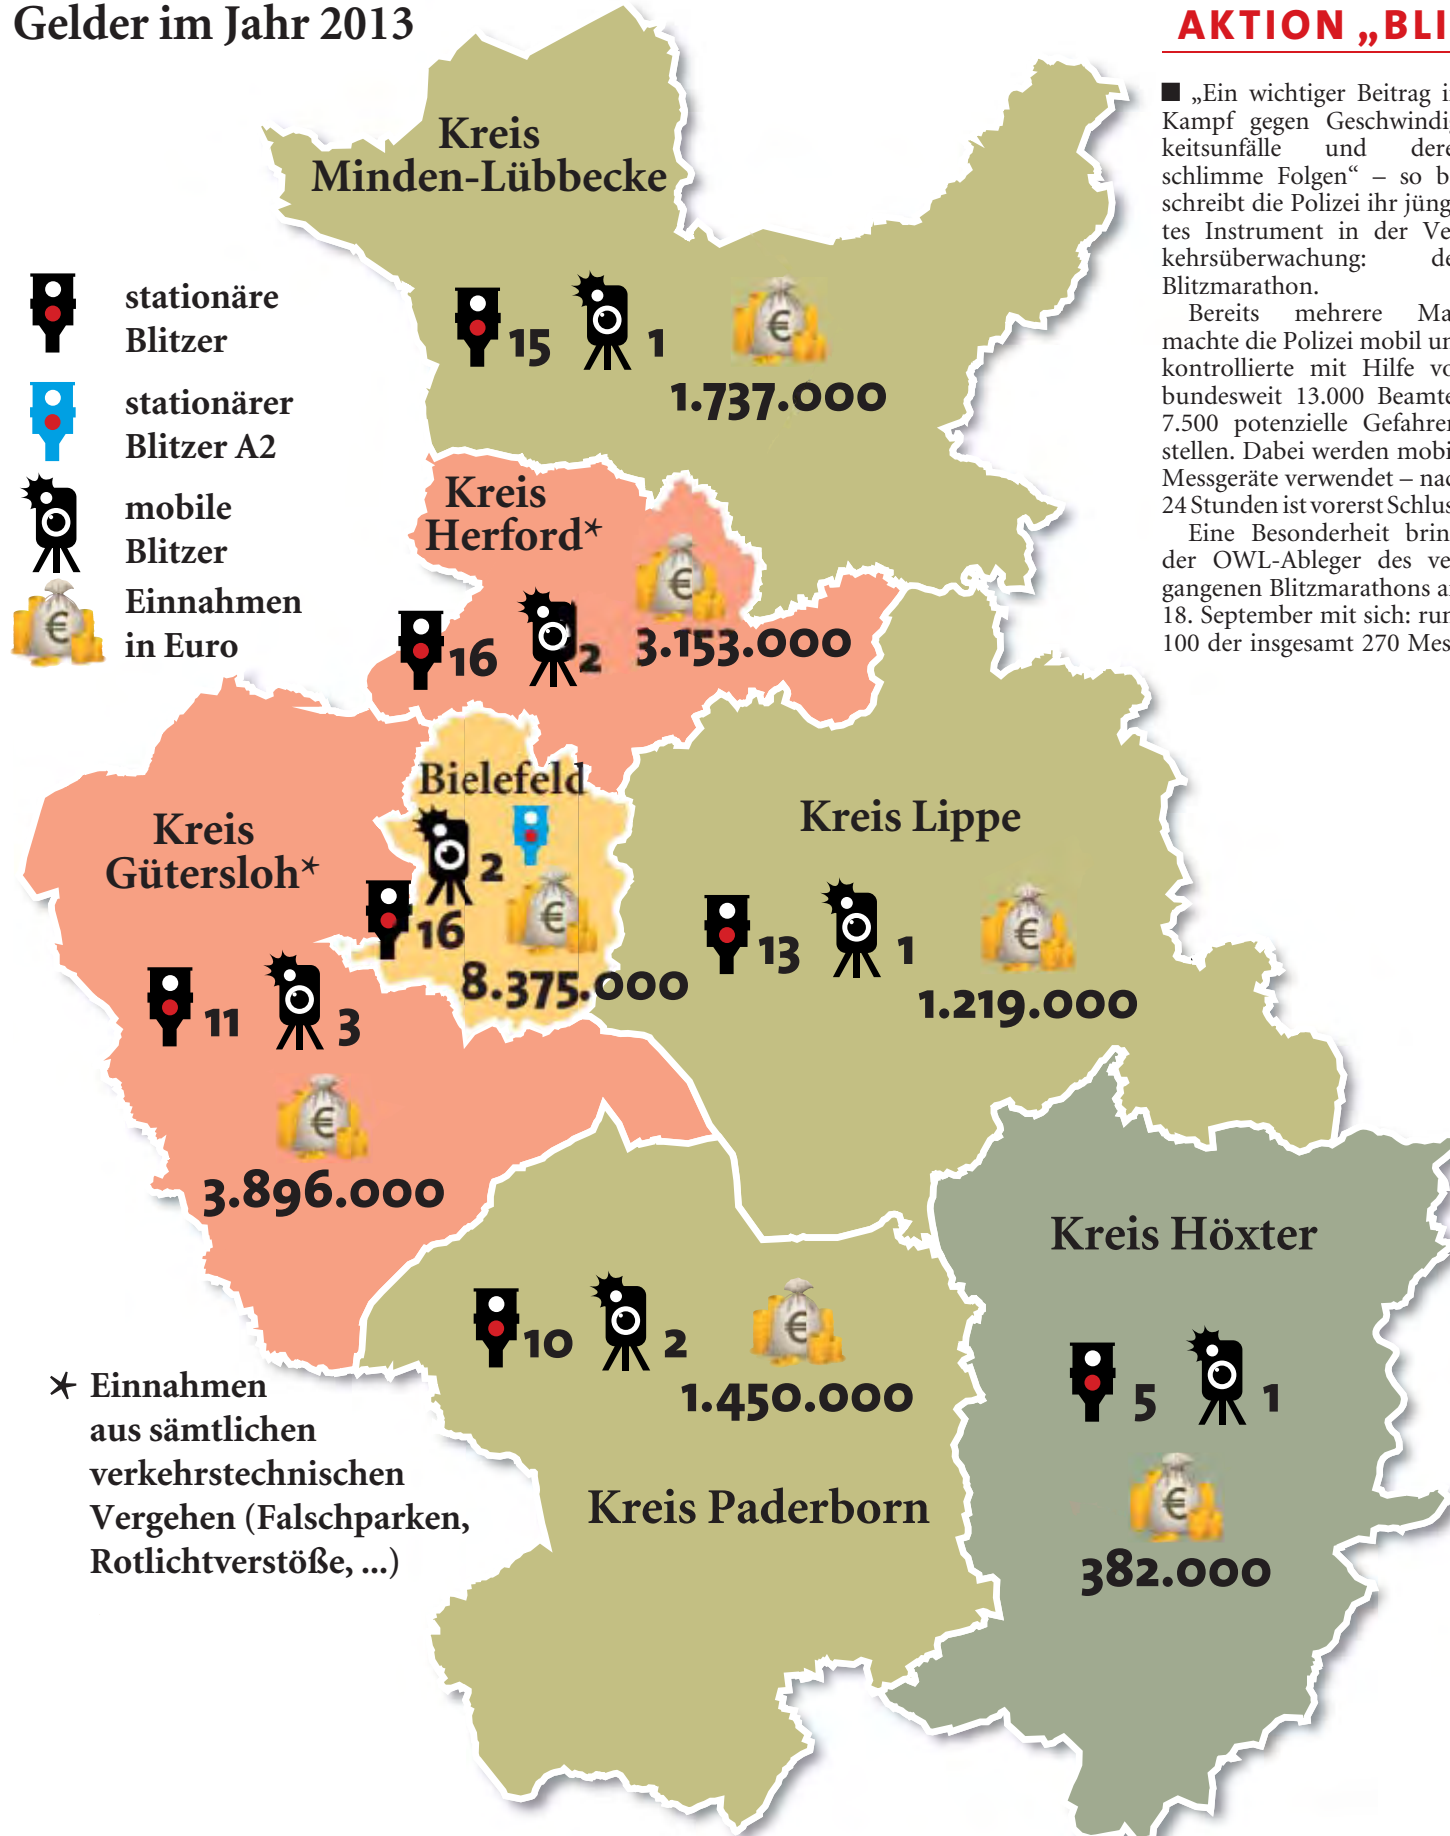 Gelder im Jahr 2013
AKTION „BLI
■ „Ein wichtiger Beitrag i
Kampf gegen Geschwindi
keitsunfälle und dere
schlimme Folgen“ – so b
schreibt die Polizei ihr jüng
tes Instrument in der Ve
kehrsüberwachung: de
Blitzmarathon.
Bereits mehrere Ma
machte die Polizei mobil un
kontrollierte mit Hilfe vo
bundesweit 13.000 Beamte
7.500 potenzielle Gefahren
stellen. Dabei werden mobi
Messgeräte verwendet – nac
24 Stunden ist vorerst Schlus
Eine Besonderheit brin
der OWL-Ableger des ve
gangenen Blitzmarathons a
18. September mit sich: run
100 der insgesamt 270 Mes
stationäre
Blitzer
stationärer
Blitzer A2
mobile
Blitzer
Einnahmen
in Euro
Kreis
Minden-Lübbecke
15 1
1.737.000
Kreis
Herford*
16 2
3.153.000
Bielefeld
2
16
8.375.000
Kreis Lippe
13 1
1.219.000
Kreis
Gütersloh*
11 3
3.896.000
10 2
1.450.000
Kreis Paderborn
Kreis Höxter
5 1
382.000
* Einnahmen
aus sämtlichen
verkehrstechnischen
Vergehen (Falschparken,
Rotlichtverstöße, ...)